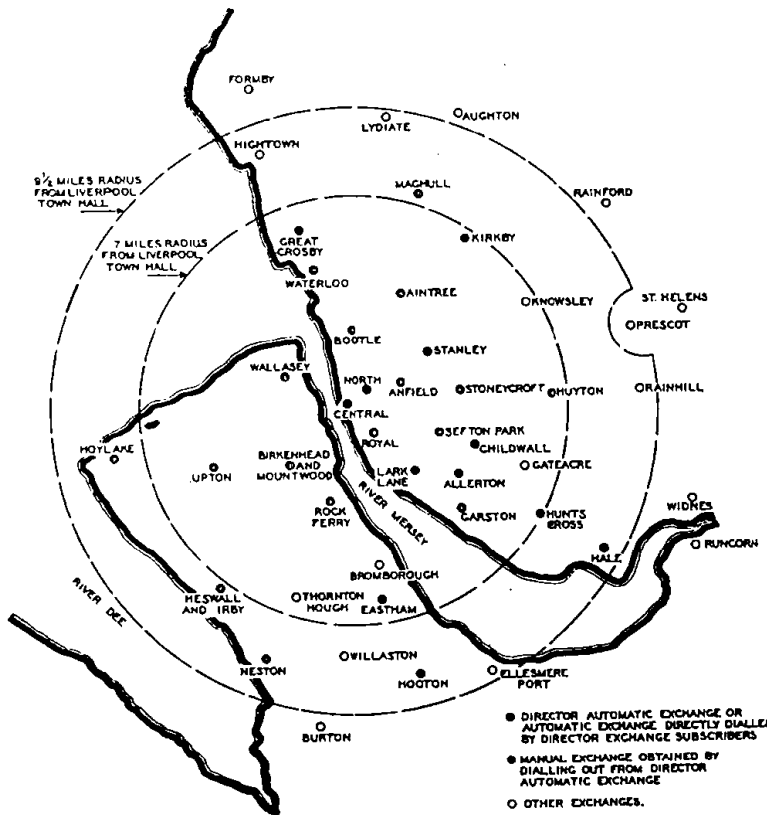 FORMBY
LYDIATE
AUGHTON
HIGHTOWN
9½ MILES RADIUS
FROM LIVERPOOL
TOWN HALL
MAGHULL
RAINFORD
GREAT
CROSBY
KIRKBY
7 MILES RADIUS
FROM LIVERPOOL
TOWN HALL
WATERLOO
AINTREE
KNOWSLEY
ST. HELENS
PRESCOT
BOOTLE
STANLEY
WALLASEY
NORTH
ANFIELD
STONEYCROFT
HUYTON
RAINHILL
CENTRAL
HOYLAKE
ROYAL
SEFTON PARK
CHILDWALL
UPTON
BIRKENHEAD
AND
MOUNTWOOD
LARK
LANE
ALLERTON
GATEACRE
ROCK
FERRY
RIVER MERSEY
GARSTON
HUNTS
CROSS
WIDNES
RUNCORN
HALE
BROMBOROUGH
RIVER DEE
HESWALL
AND IRBY
THORNTON
HOUGH
EASTHAM
NESTON
WILLASTON
HOOTON
ELLESMERE
PORT
BURTON
DIRECTOR AUTOMATIC EXCHANGE OR
AUTOMATIC EXCHANGE DIRECTLY DIALLED
BY DIRECTOR EXCHANGE SUBSCRIBERS
MANUAL EXCHANGE OBTAINED BY
DIALLING OUT FROM DIRECTOR
AUTOMATIC EXCHANGE
OTHER EXCHANGES.